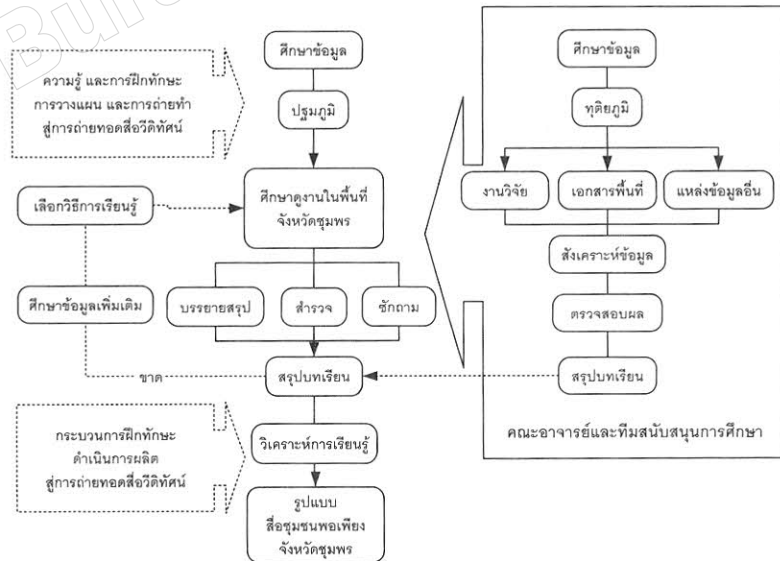 ศึกษาข้อมูล
ปฐมภูมิ
ความรู้ และการฝึกทักษะ
การวางแผน และการถ่ายทำ
สู่การถ่ายทอดสื่อวีดิทัศน์
ศึกษาดูงานในพื้นที่
จังหวัดชุมพร
เลือกวิธีการเรียนรู้
ศึกษาข้อมูลเพิ่มเติม
บรรยายสรุป
สำรวจ
ซักถาม
ขาด
สรุปบทเรียน
กระบวนการฝึกทักษะ
ดำเนินการผลิต
สู่การถ่ายทอดสื่อวีดิทัศน์
วิเคราะห์การเรียนรู้
รูปแบบ
สื่อชุมชนพอเพียง
จังหวัดชุมพร
ศึกษาข้อมูล
ทุติยภูมิ
งานวิจัย
เอกสารพื้นที่
แหล่งข้อมูลอื่น
สังเคราะห์ข้อมูล
ตรวจสอบผล
สรุปบทเรียน
คณะอาจารย์และทีมสนับสนุนการศึกษา